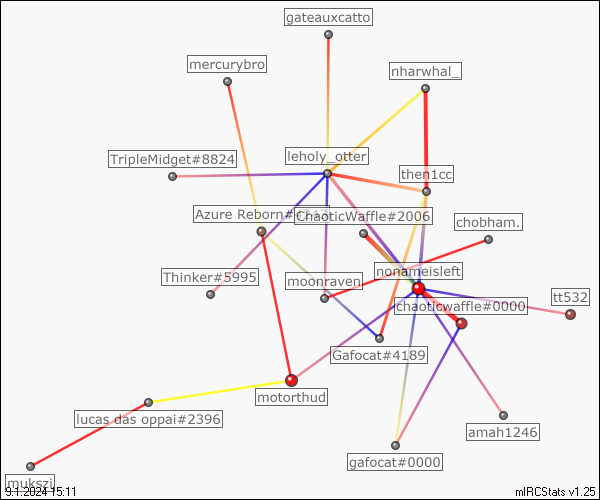 gateauxcatto
mercurybro
nharwhal_
TripleMidget#8824
leholy_otter
then1cc
Azure Reborn#
ChaoticWaffle#2006
chobham.
Thinker#5995
moonraven
nonameisleft
tt532
chaoticwaffle#0000
Gafocat#4189
motorthud
lucas das oppai#2396
amah1246
gafocat#0000
mukszi
9.1.2024 15:11
mIRCStats v1.25